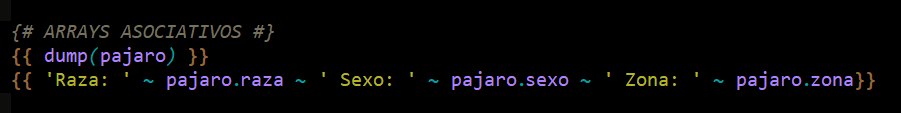 {# ARRAYS ASOCIATIVOS #}
{{ dump(pajaro) }}
{{ 'Raza: ' ~ pajaro.raza ~ ' Sexo: ' ~ pajaro.sexo ~ ' Zona: ' ~ pajaro.zona}}